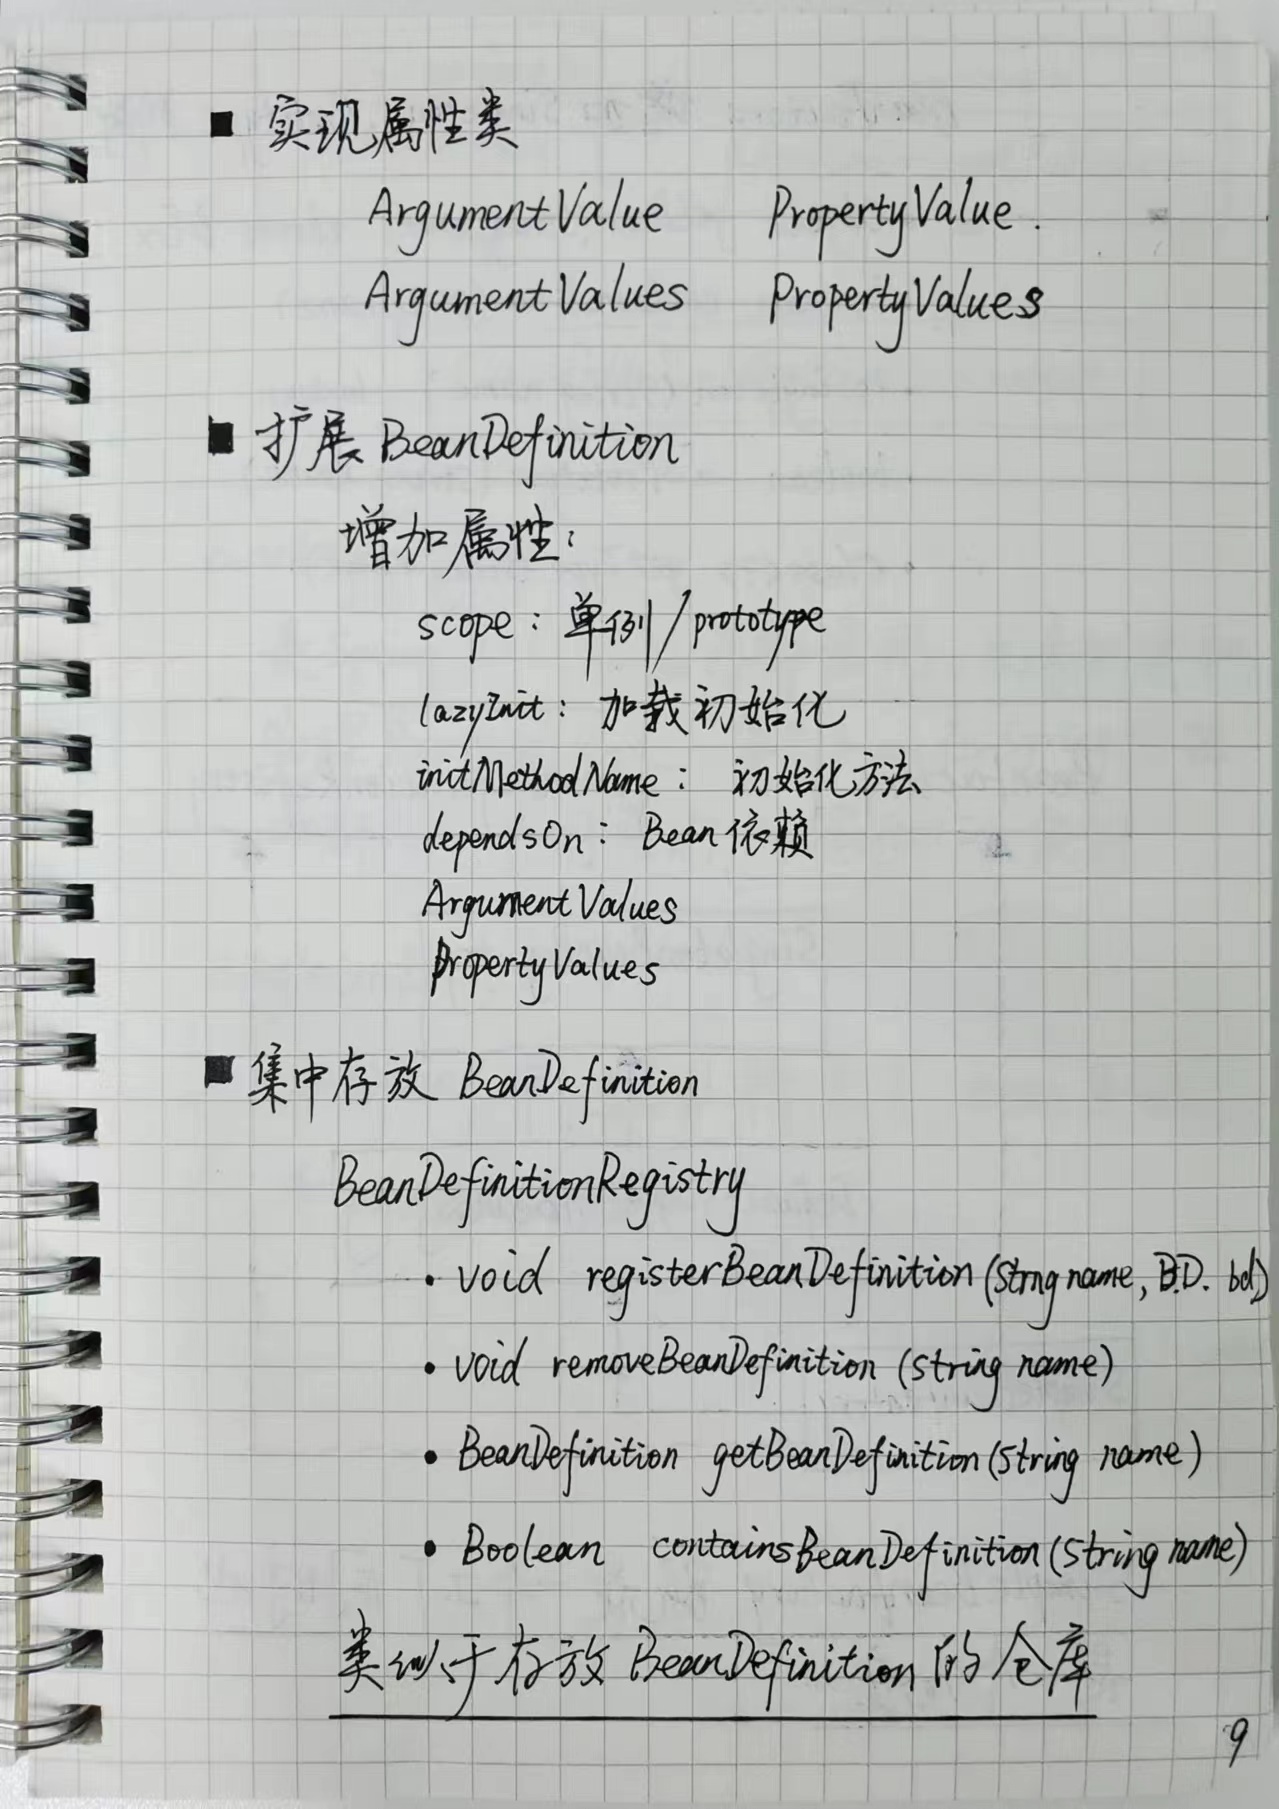 ■ 实现属性类
ArgumentValue PropertyValue.
ArgumentValues PropertyValues
■ 扩展 BeanDefinition
增加属性:
scope: 单例/prototype
lazyInit: 加载初始化
initMethodName: 初始化方法
dependsOn: Bean依赖
ArgumentValues
PropertyValues
■ 集中存放 BeanDefinition
BeanDefinitionRegistry
• void registerBeanDefinition(String name, B.D. bd)
• void removeBeanDefinition (string name)
• BeanDefinition getBeanDefinition(String name)
• Boolean containsBeanDefinition(String name)
类似于存放 BeanDefinition 的仓库
9